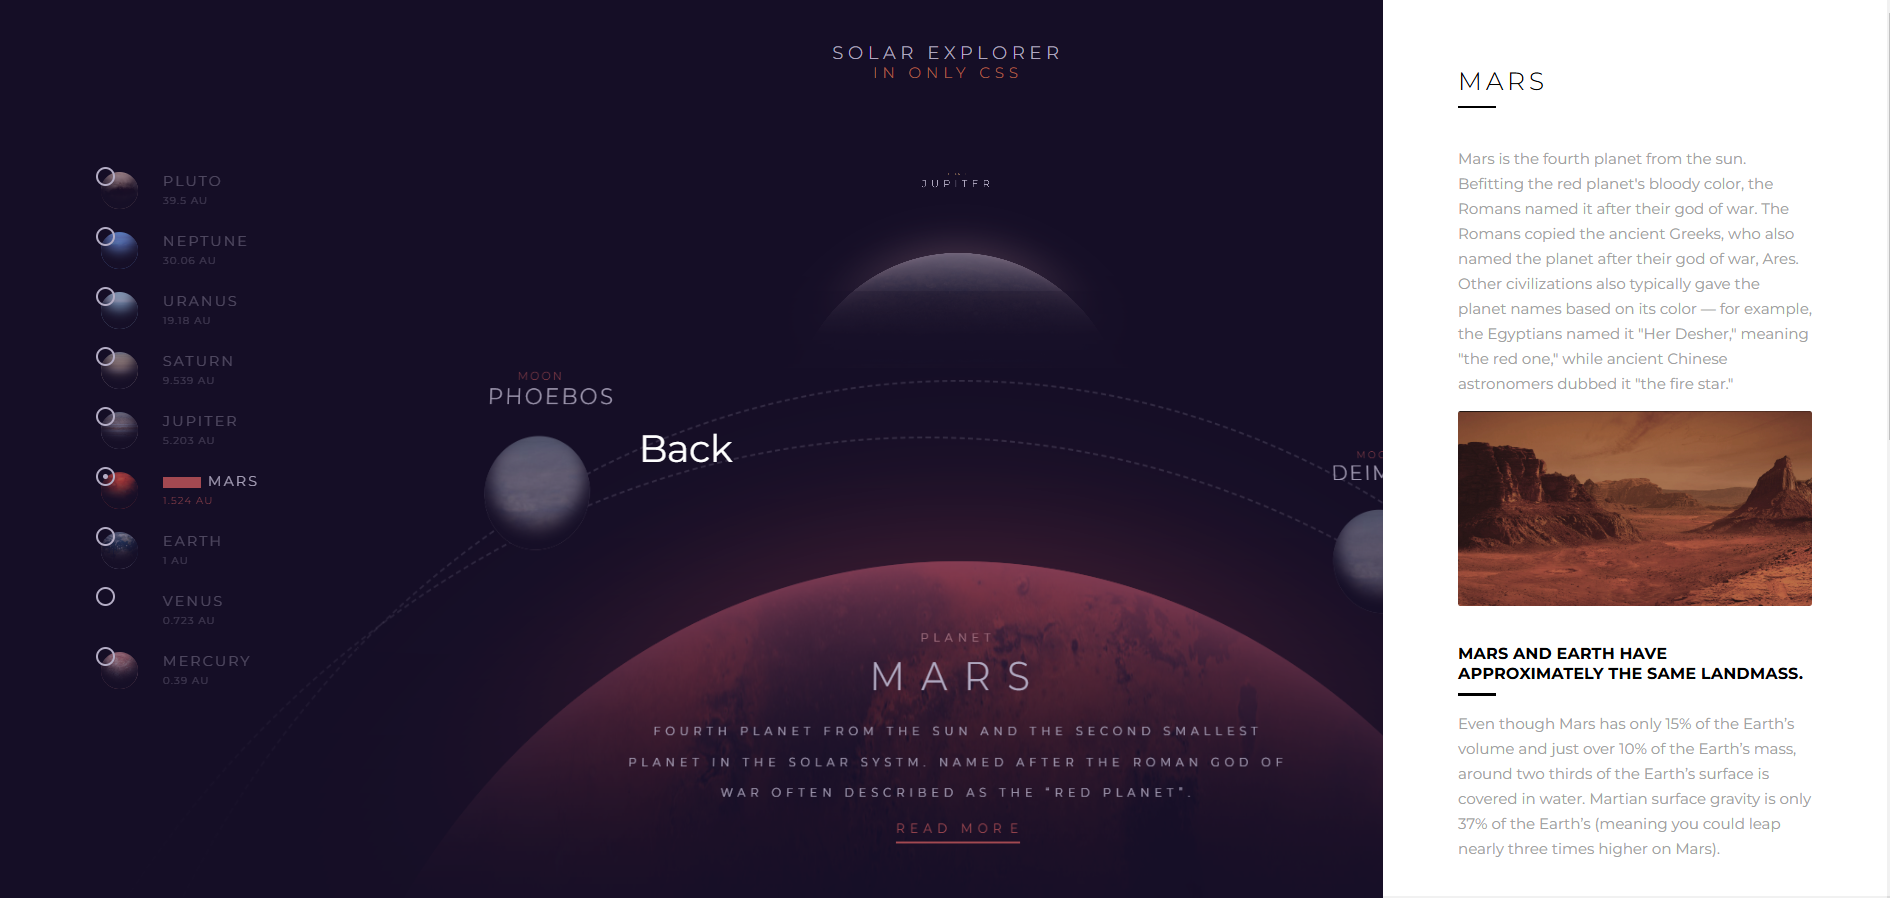 SOLAR EXPLORER
IN ONLY CSS
PLUTO
39.5 AU
NEPTUNE
30.06 AU
URANUS
19.18 AU
SATURN
9.539 AU
JUPITER
5.203 AU
MARS
1.524 AU
EARTH
1 AU
VENUS
0.723 AU
MERCURY
0.39 AU
JUPITER
MOON
PHOEBOS
Back
MOO
DEIM
PLANET
MARS
FOURTH PLANET FROM THE SUN AND THE SECOND SMALLEST
PLANET IN THE SOLAR SYSTM. NAMED AFTER THE ROMAN GOD OF
WAR OFTEN DESCRIBED AS THE "RED PLANET".
READ MORE
MARS
Mars is the fourth planet from the sun.
Befitting the red planet's bloody color, the
Romans named it after their god of war. The
Romans copied the ancient Greeks, who also
named the planet after their god of war, Ares.
Other civilizations also typically gave the
planet names based on its color — for example,
the Egyptians named it "Her Desher," meaning
"the red one," while ancient Chinese
astronomers dubbed it "the fire star."
MARS AND EARTH HAVE
APPROXIMATELY THE SAME LANDMASS.
Even though Mars has only 15% of the Earth’s
volume and just over 10% of the Earth’s mass,
around two thirds of the Earth’s surface is
covered in water. Martian surface gravity is only
37% of the Earth’s (meaning you could leap
nearly three times higher on Mars).